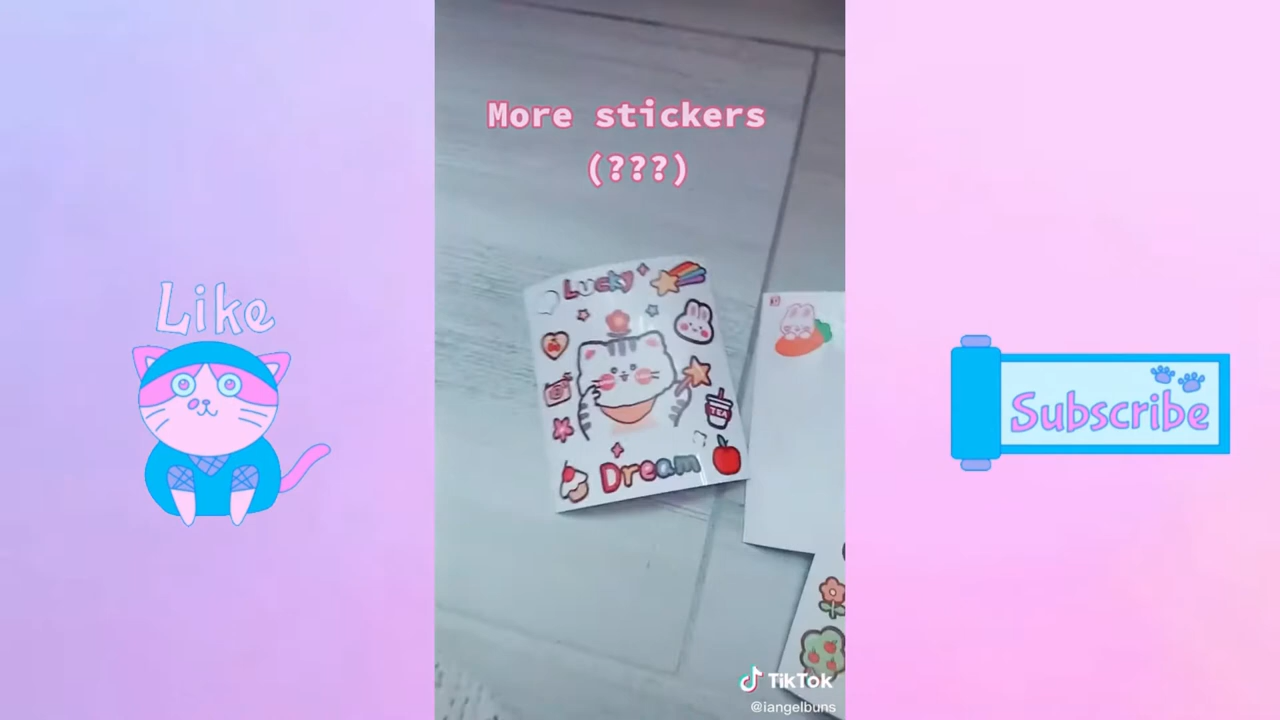 More stickers
(???)
Like
Lucky
TEA
Dream
Subscribe
TikTok
@iangelbuns